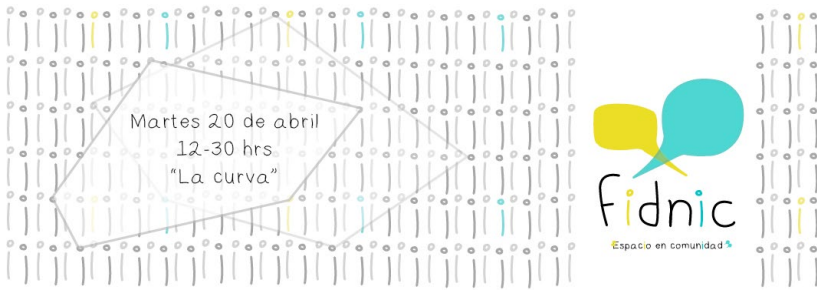 Martes 20 de abril
12-30 hrs
"La curva"
Fidnic
Espacio en comunidad